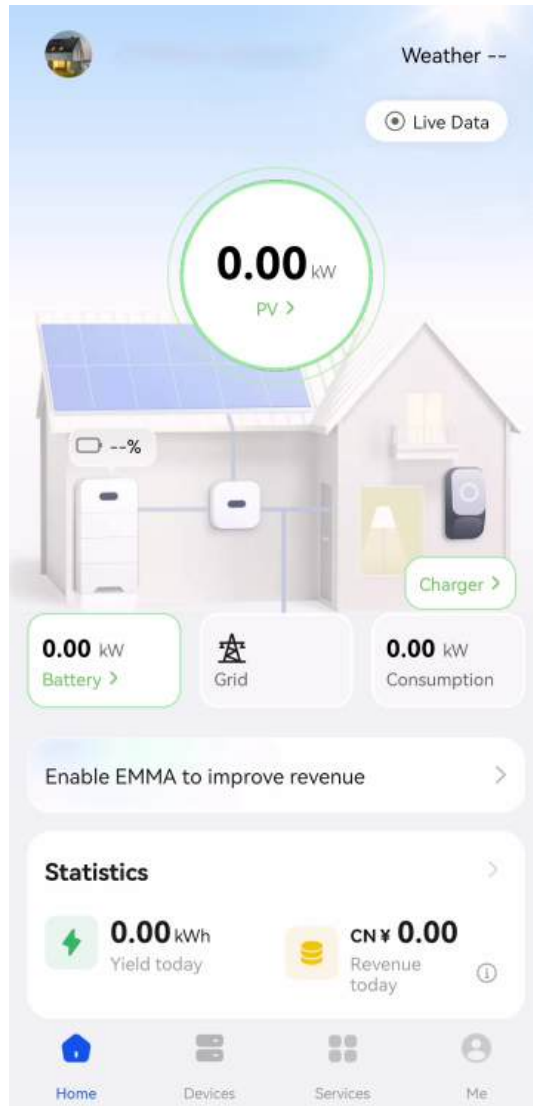 Weather --
Live Data
0.00 kW
PV >
--%
Charger >
0.00 kW
Battery >
Grid
0.00 kW
Consumption
Enable EMMA to improve revenue
Statistics
0.00 kWh
Yield today
CN¥ 0.00
Revenue
today
Home
Devices
Services
Me